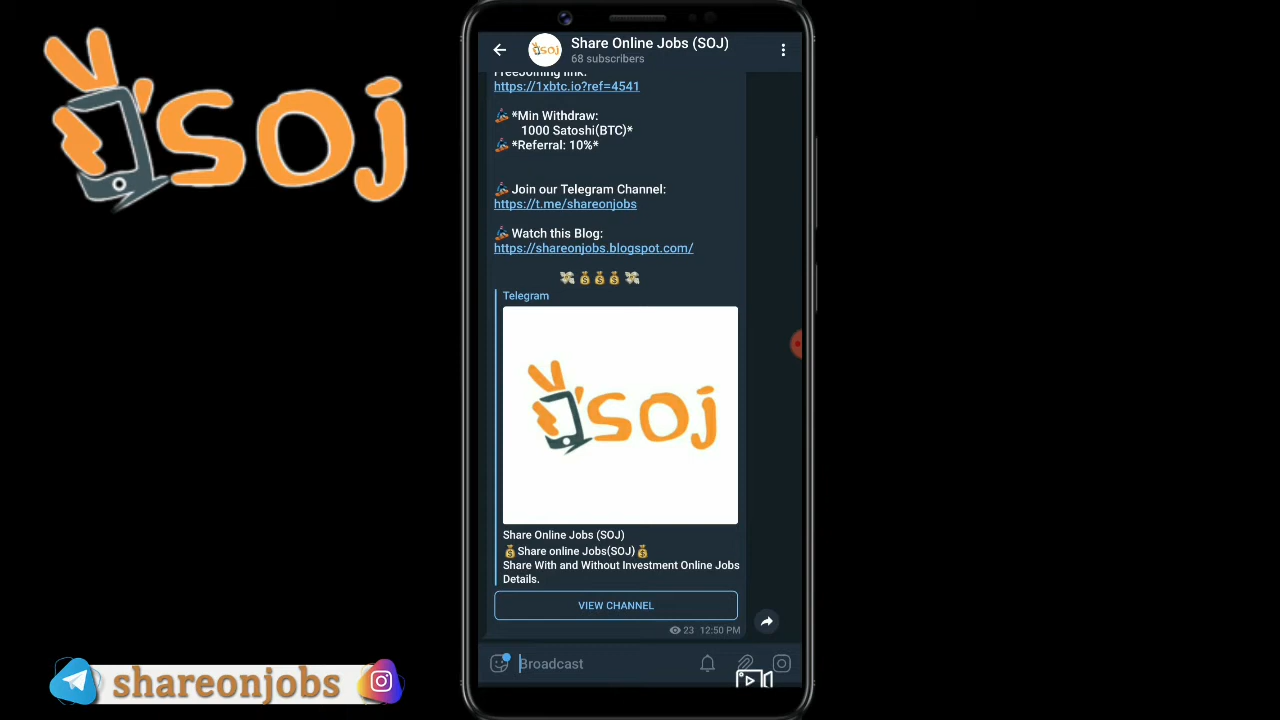 SOJ
Share Online Jobs (SOJ)
68 subscribers
FreeJoining link:
https://1xbtc.io?ref=4541
*Min Withdraw:
1000 Satoshi(BTC)*
*Referral: 10%*
Join our Telegram Channel:
https://t.me/shareonjobs
Watch this Blog:
https://shareonjobs.blogspot.com/
Telegram
SOJ
Share Online Jobs (SOJ)
💰Share online Jobs(SOJ)💰
Share With and Without Investment Online Jobs
Details.
VIEW CHANNEL
23 12:50 PM
Broadcast
shareonjobs